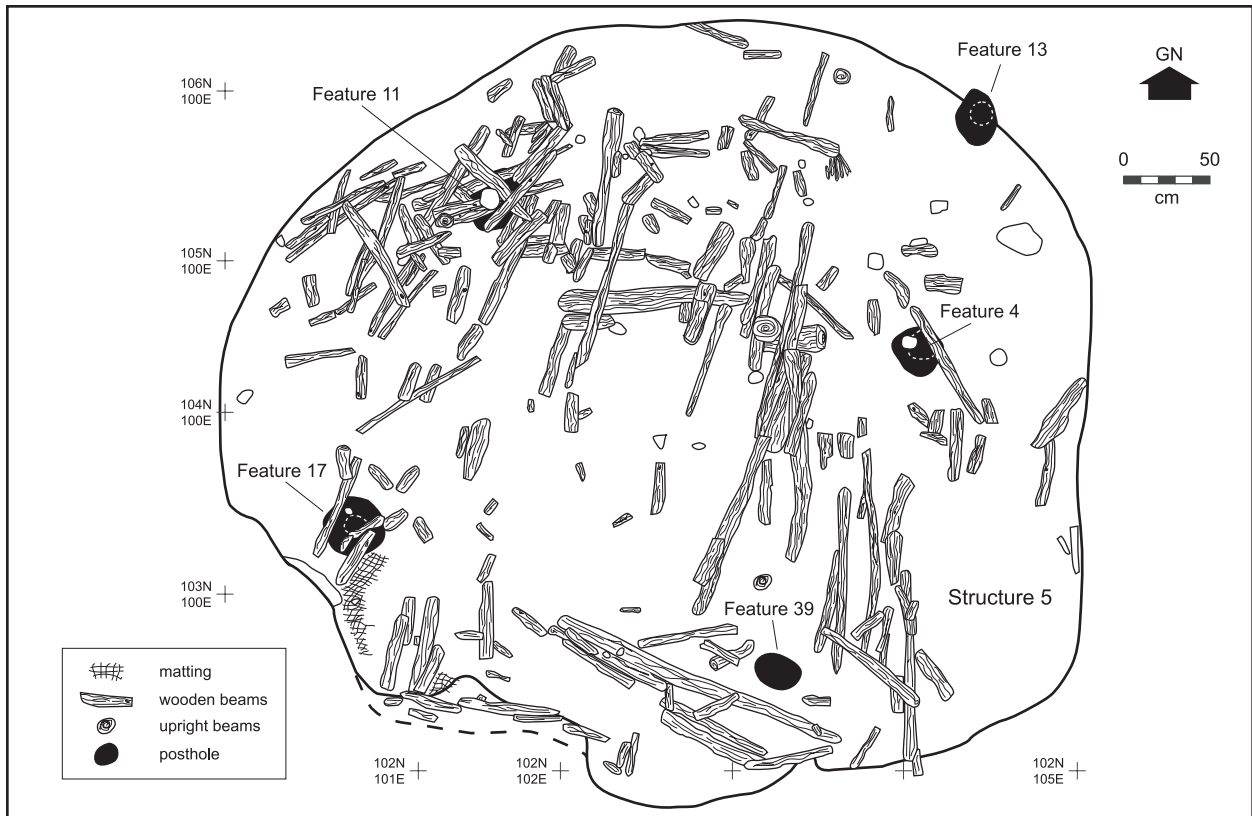 Feature 13
GN
106N
100E
Feature 11
0 50
cm
105N
100E
Feature 4
104N
100E
Feature 17
103N
100E
Structure 5
Feature 39
matting
wooden beams
upright beams
posthole
102N
101E
102N
102E
102N
105E